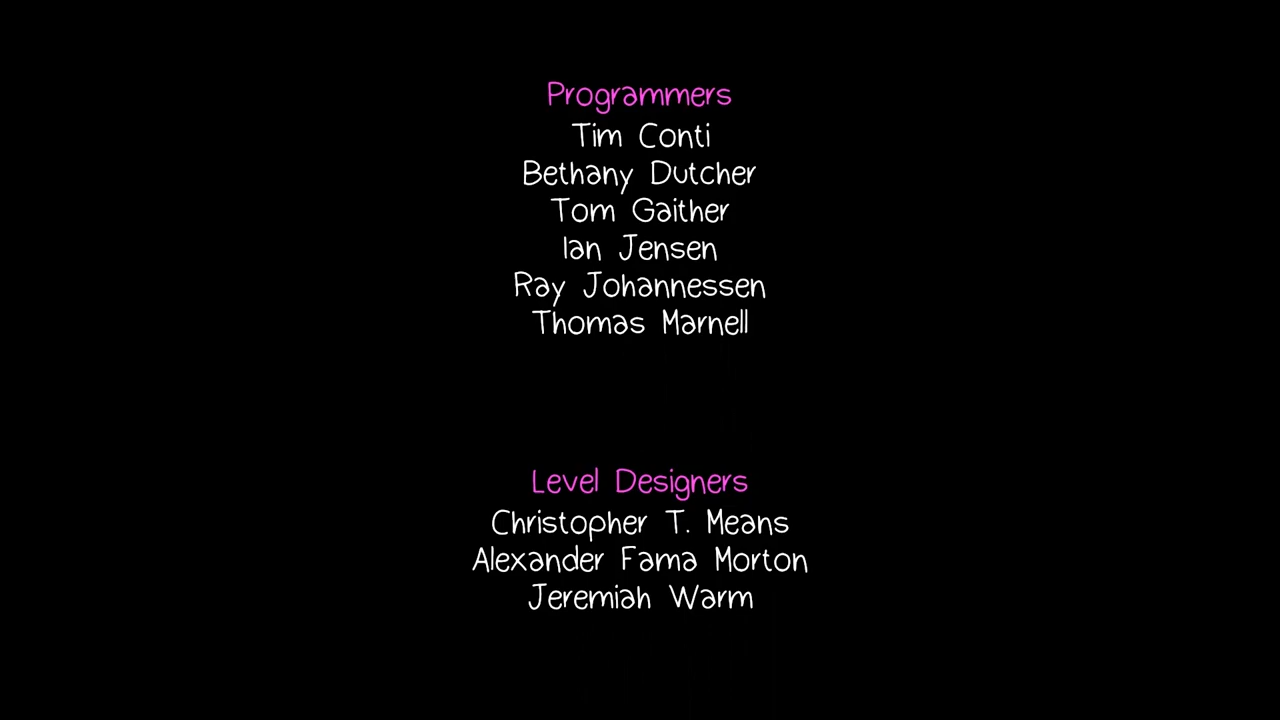 Programmers
Tim Conti
Bethany Dutcher
Tom Gaither
Ian Jensen
Ray Johannessen
Thomas Marnell
Level Designers
Christopher T. Means
Alexander Fama Morton
Jeremiah Warm